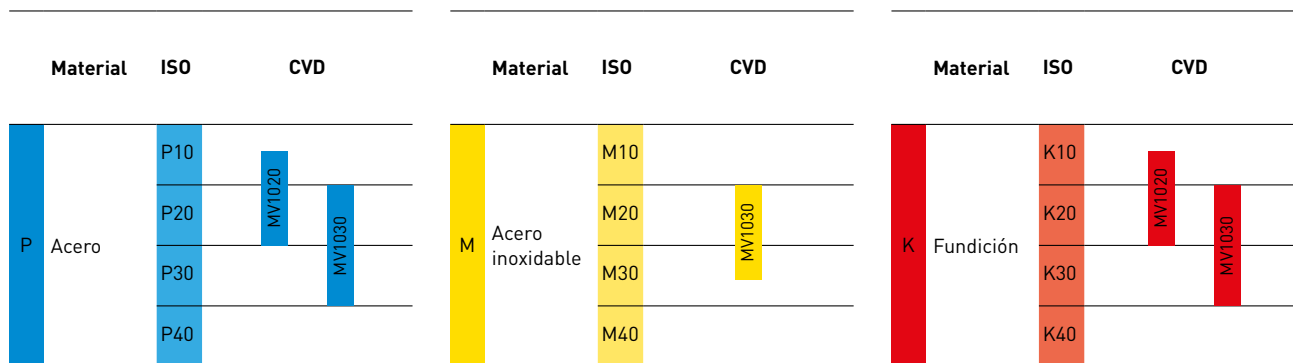 Material ISO CVD
P Acero
P10
P20
P30
P40
MV1020
MV1030
Material ISO CVD
M Acero
inoxidable
M10
M20
M30
M40
MV1030
Material ISO CVD
K Fundición
K10
K20
K30
K40
MV1020
MV1030